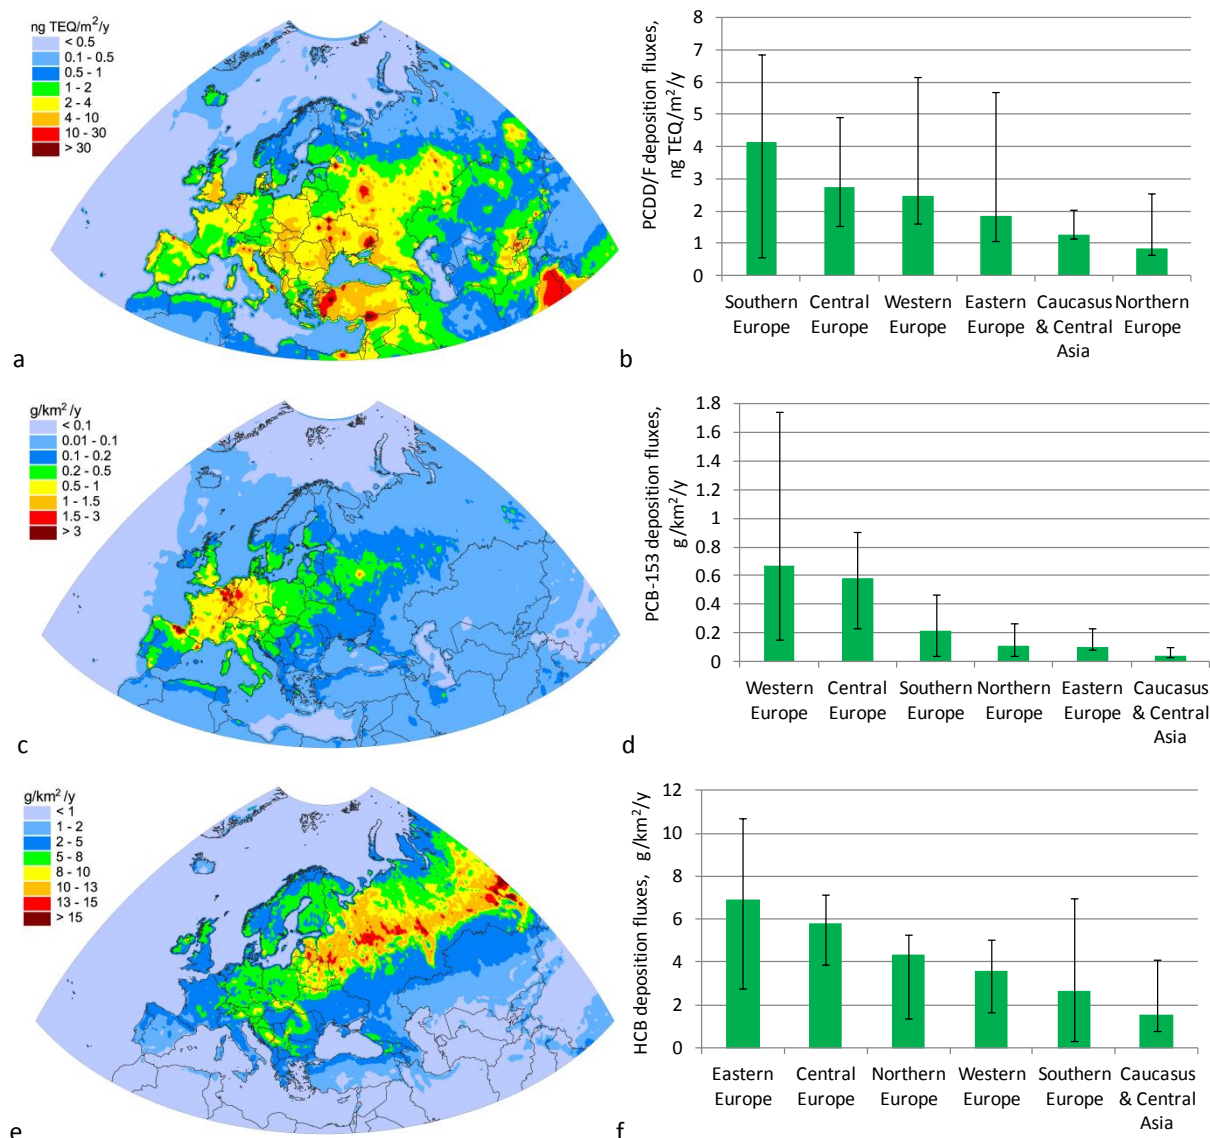 ng TEQ/m²/y
< 0.5
0.1 - 0.5
0.5 - 1
1 - 2
2 - 4
4 - 10
10 - 30
> 30
a
PCDD/F deposition fluxes,
ng TEQ/m²/y
8
7
6
5
4
3
2
1
0
Southern Central Western Eastern Caucasus Northern
Europe Europe Europe Europe & Central Europe
Asia
b
g/km² /y
< 0.1
0.01 - 0.1
0.1 - 0.2
0.2 - 0.5
0.5 - 1
1 - 1.5
1.5 - 3
> 3
c
PCB-153 deposition fluxes,
g/km²/y
1.8
1.6
1.4
1.2
1
0.8
0.6
0.4
0.2
0
Western Central Southern Northern Eastern Caucasus
Europe Europe Europe Europe Europe & Central
Asia
d
g/km² /y
< 1
1 - 2
2 - 5
5 - 8
8 - 10
10 - 13
13 - 15
> 15
e
HCB deposition fluxes, g/km²/y
12
10
8
6
4
2
0
Eastern Central Northern Western Southern Caucasus
Europe Europe Europe Europe Europe & Central
Asia
f